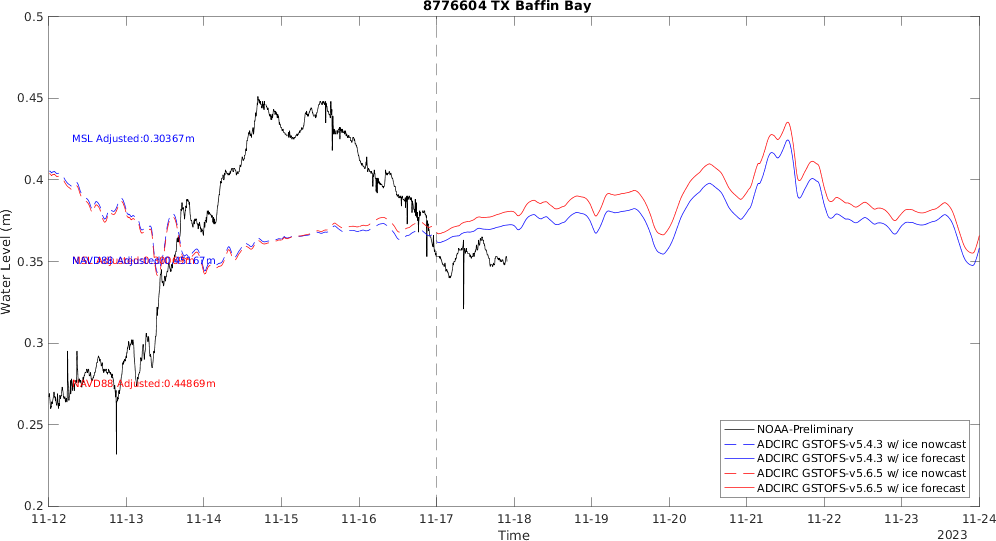 8776604 TX Baffin Bay
0.5
0.45
0.4
0.35
0.3
0.25
0.2
Water Level (m)
MSL Adjusted:0.30367m
NAVD88 Adjusted:0.45167m
NAVD88 Adjusted:0.44869m
NOAA-Preliminary
ADCIRC GSTOFS-v5.4.3 w/ ice nowcast
ADCIRC GSTOFS-v5.4.3 w/ ice forecast
ADCIRC GSTOFS-v5.6.5 w/ ice nowcast
ADCIRC GSTOFS-v5.6.5 w/ ice forecast
11-12 11-13 11-14 11-15 11-16 11-17 11-18 11-19 11-20 11-21 11-22 11-23 11-24
Time
2023